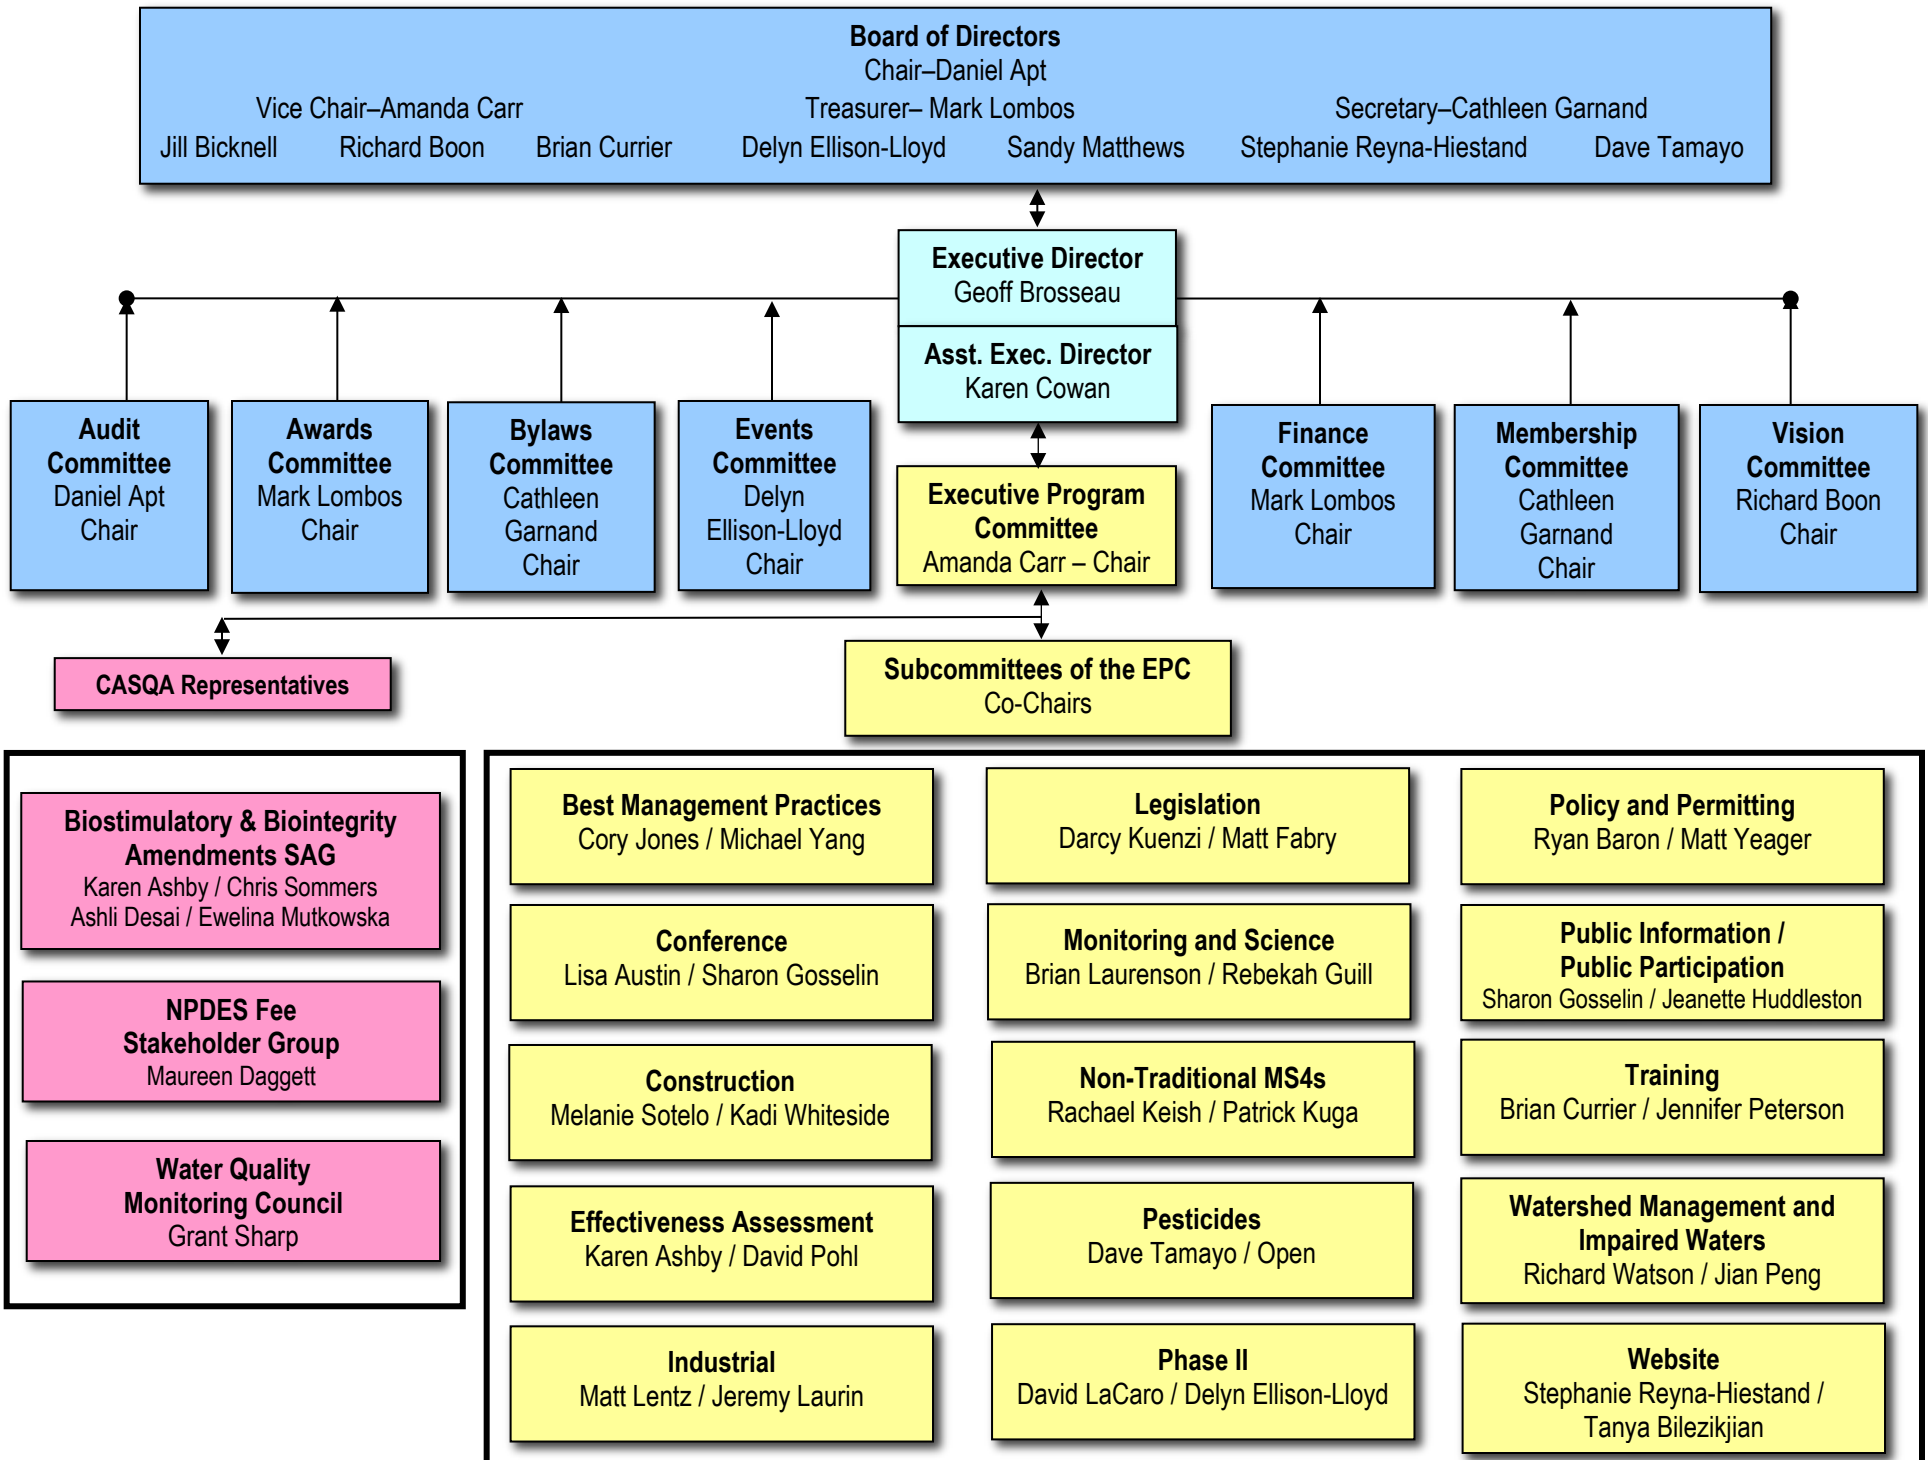 Board of Directors
Chair–Daniel Apt
Vice Chair–Amanda Carr Treasurer– Mark Lombos Secretary–Cathleen Garnand
Jill Bicknell Richard Boon Brian Currier Delyn Ellison-Lloyd Sandy Matthews Stephanie Reyna-Hiestand Dave Tamayo
Executive Director
Geoff Brosseau
Asst. Exec. Director
Karen Cowan
Audit
Committee
Daniel Apt
Chair
Awards
Committee
Mark Lombos
Chair
Bylaws
Committee
Cathleen
Garnand
Chair
Events
Committee
Delyn
Ellison-Lloyd
Chair
Executive Program
Committee
Amanda Carr – Chair
Finance
Committee
Mark Lombos
Chair
Membership
Committee
Cathleen
Garnand
Chair
Vision
Committee
Richard Boon
Chair
CASQA Representatives
Subcommittees of the EPC
Co-Chairs
Biostimulatory & Biointegrity
Amendments SAG
Karen Ashby / Chris Sommers
Ashli Desai / Ewelina Mutkowska
NPDES Fee
Stakeholder Group
Maureen Daggett
Water Quality
Monitoring Council
Grant Sharp
Best Management Practices
Cory Jones / Michael Yang
Conference
Lisa Austin / Sharon Gosselin
Construction
Melanie Sotelo / Kadi Whiteside
Effectiveness Assessment
Karen Ashby / David Pohl
Industrial
Matt Lentz / Jeremy Laurin
Legislation
Darcy Kuenzi / Matt Fabry
Monitoring and Science
Brian Laurenson / Rebekah Guill
Non-Traditional MS4s
Rachael Keish / Patrick Kuga
Pesticides
Dave Tamayo / Open
Phase II
David LaCaro / Delyn Ellison-Lloyd
Policy and Permitting
Ryan Baron / Matt Yeager
Public Information /
Public Participation
Sharon Gosselin / Jeanette Huddleston
Training
Brian Currier / Jennifer Peterson
Watershed Management and
Impaired Waters
Richard Watson / Jian Peng
Website
Stephanie Reyna-Hiestand /
Tanya Bilezikjian